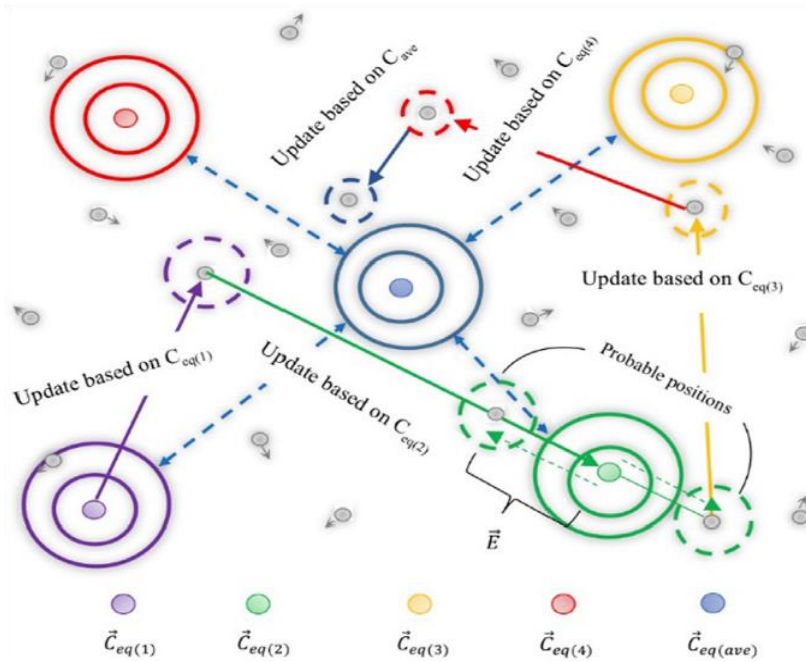 Update based on C_ave
Update based on C_eq(4)
Update based on C_eq(3)
Update based on C_eq(1)
Update based on C_eq(2)
Probable positions
E⃗
C⃗_eq(1)
C⃗_eq(2)
C⃗_eq(3)
C⃗_eq(4)
C⃗_eq(ave)